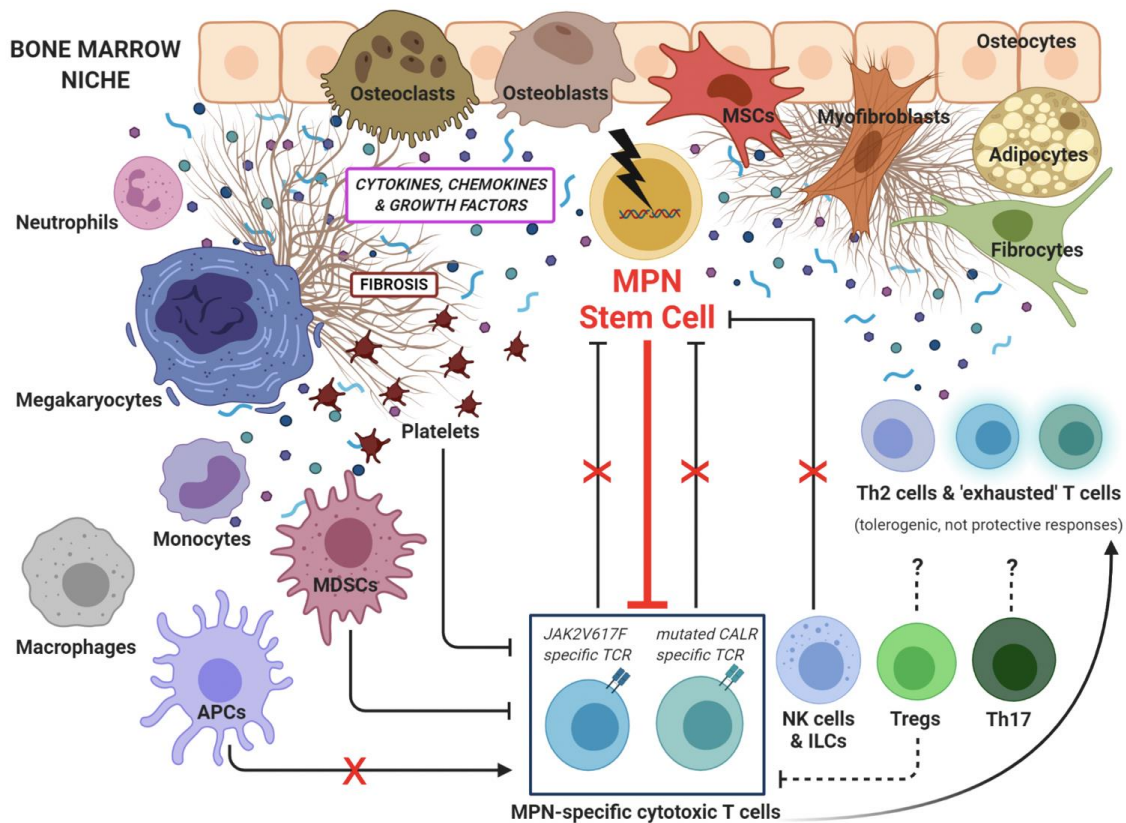 BONE MARROW
NICHE
Osteoclasts
Osteoblasts
MSCs
Myofibroblasts
Osteocytes
Adipocytes
Fibrocytes
Neutrophils
CYTOKINES, CHEMOKINES
& GROWTH FACTORS
FIBROSIS
MPN
Stem Cell
Megakaryocytes
Platelets
Monocytes
Th2 cells & 'exhausted' T cells
(tolerogenic, not protective responses)
MDSCs
Macrophages
APCs
JAK2V617F
specific TCR
mutated CALR
specific TCR
?
?
NK cells
& ILCs
Tregs
Th17
MPN-specific cytotoxic T cells